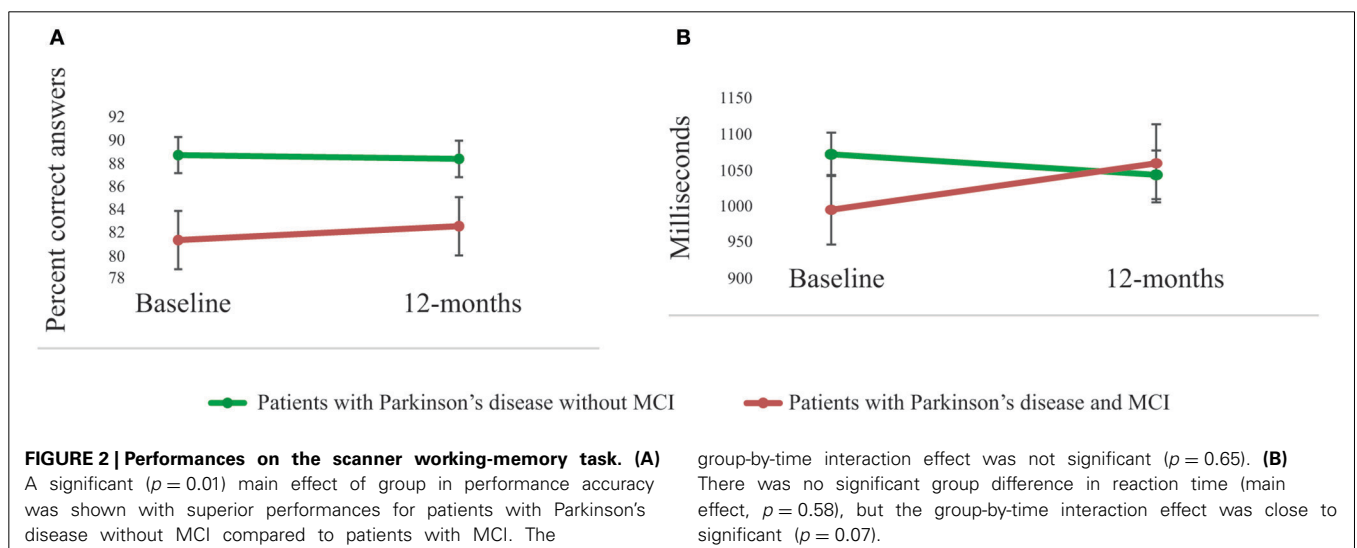 A
Percent correct answers
92
90
88
86
84
82
80
78
Baseline 12-months
B
Milliseconds
1150
1100
1050
1000
950
900
Baseline 12-months
Patients with Parkinson's disease without MCI
Patients with Parkinson's disease and MCI
FIGURE 2 | Performances on the scanner working-memory task. (A)
A significant (p = 0.01) main effect of group in performance accuracy
was shown with superior performances for patients with Parkinson's
disease without MCI compared to patients with MCI. The
group-by-time interaction effect was not significant (p = 0.65). (B)
There was no significant group difference in reaction time (main
effect, p = 0.58), but the group-by-time interaction effect was close to
significant (p = 0.07).